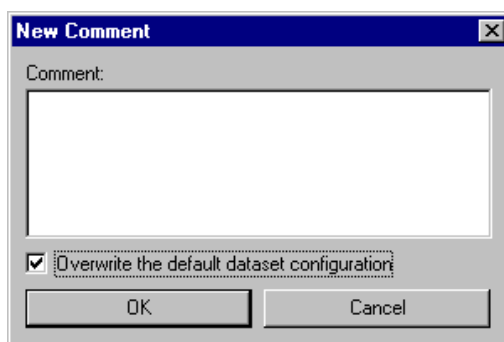 New Comment
Comment:
Overwrite the default dataset configuration
OK
Cancel